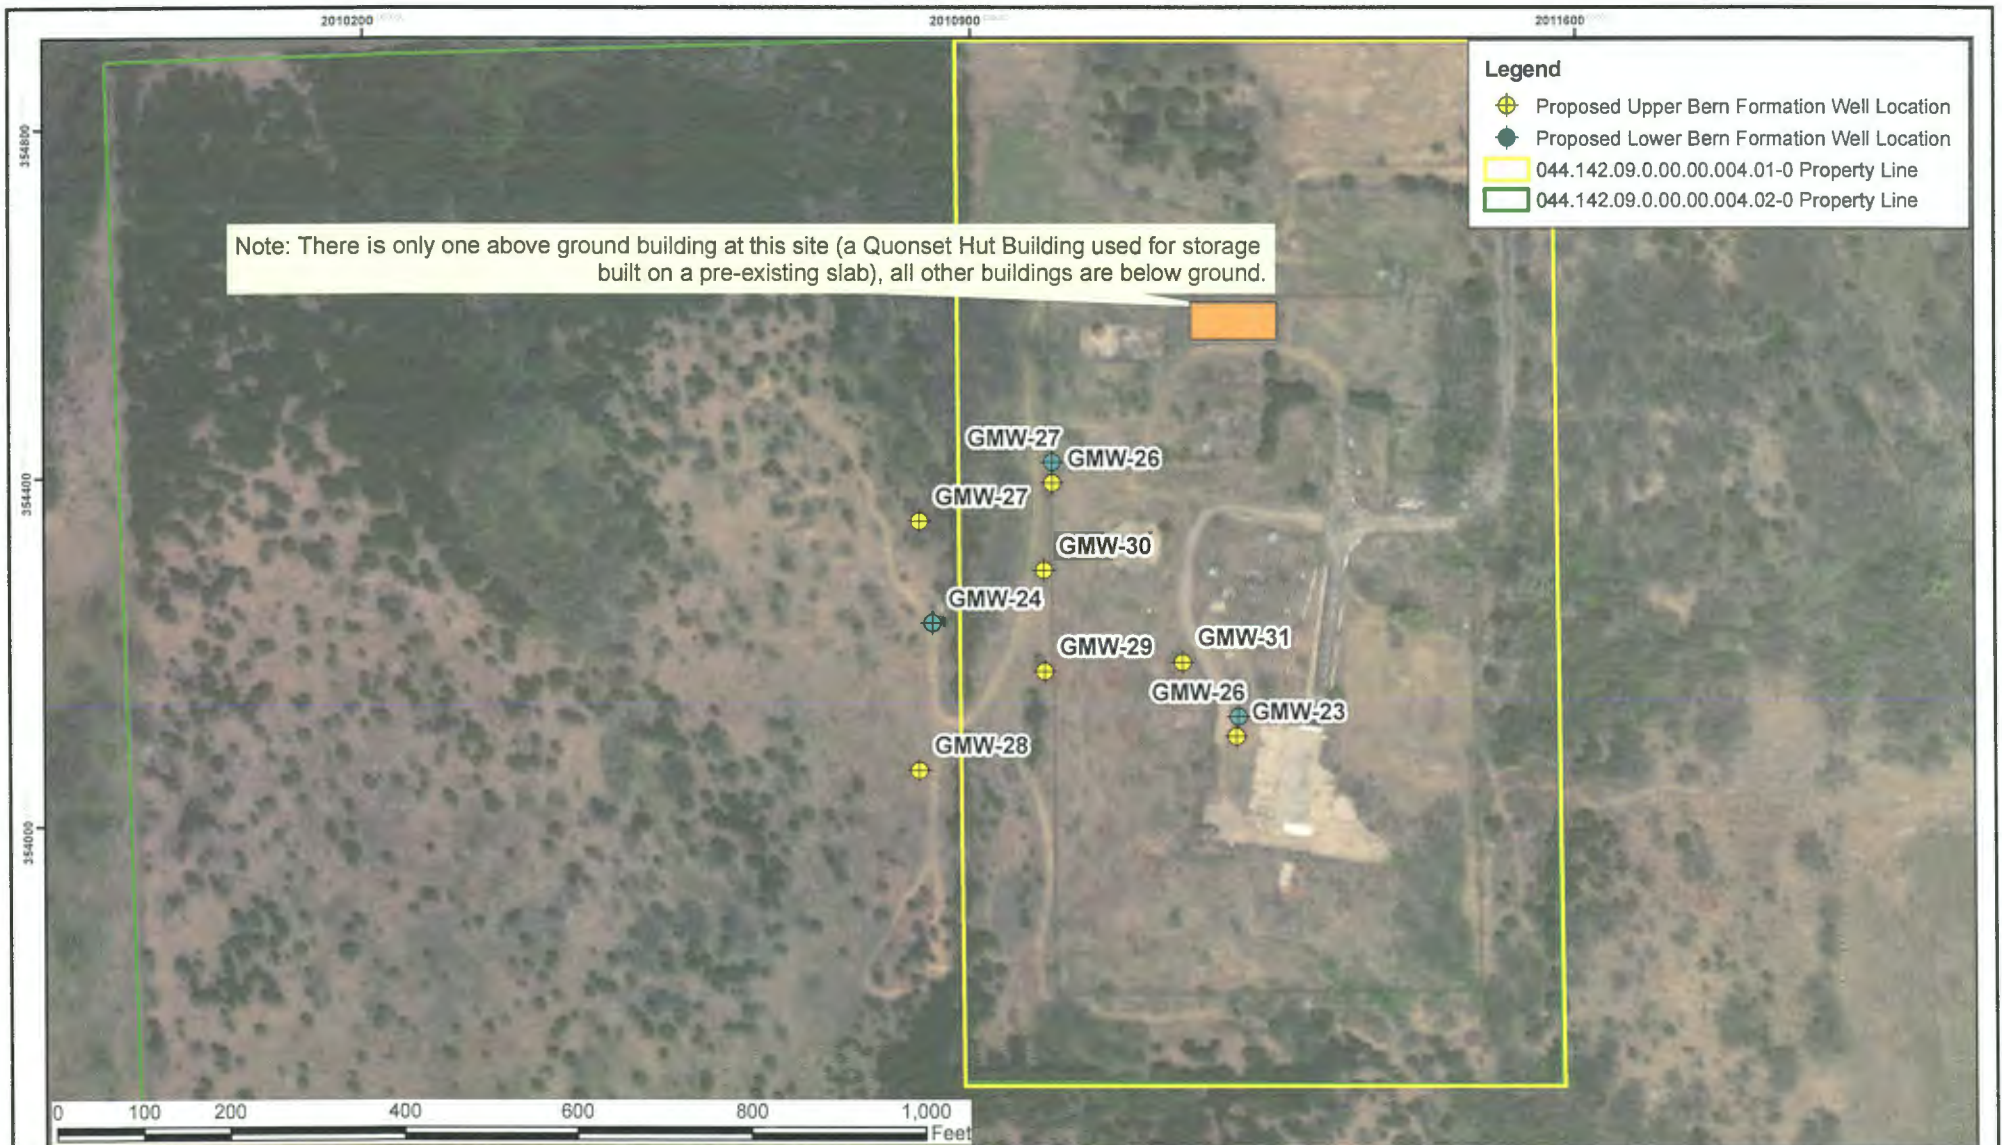 2010200
2010900
2011600
Legend
Proposed Upper Bern Formation Well Location
Proposed Lower Bern Formation Well Location
044.142.09.0.00.00.004.01-0 Property Line
044.142.09.0.00.00.004.02-0 Property Line
354800
Note: There is only one above ground building at this site (a Quonset Hut Building used for storage
built on a pre-existing slab), all other buildings are below ground.
GMW-27
GMW-26
354400
GMW-27
GMW-30
GMW-24
GMW-31
GMW-29
GMW-26
GMW-23
GMW-28
354000
0 100 200 400 600 800 1,000
Feet